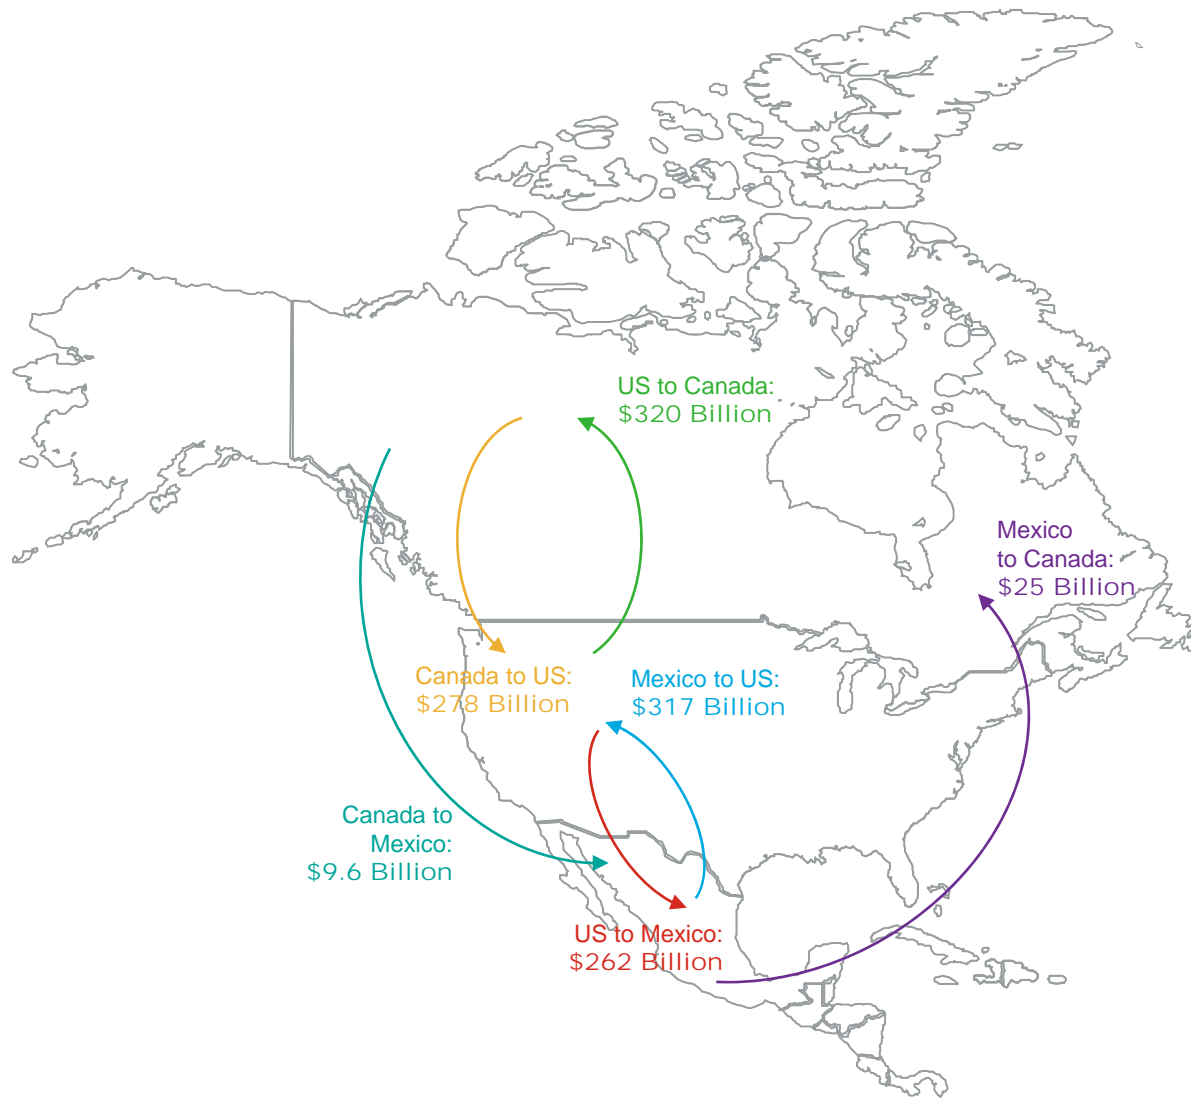 US to Canada:
$320 Billion
Mexico
to Canada:
$25 Billion
Canada to US:
$278 Billion
Mexico to US:
$317 Billion
Canada to
Mexico:
$9.6 Billion
US to Mexico:
$262 Billion